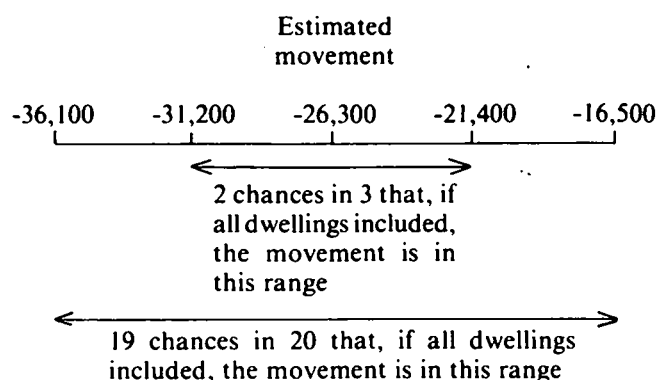 Estimated
movement
-36,100 -31,200 -26,300 -21,400 -16,500
2 chances in 3 that, if
all dwellings included,
the movement is in
this range
19 chances in 20 that, if all dwellings
included, the movement is in this range